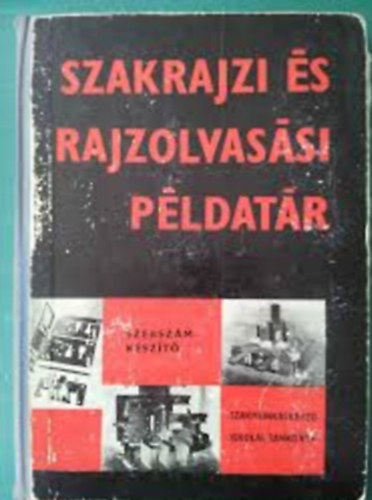 SZAKRAJZI ÉS
RAJZOLVASÁSI
PÉLDATÁR
SZERSZÁM-
KÉSZÍTŐ
SZAKMUNKÁSKÉPZŐ
ISKOLAI TANKÖNYV